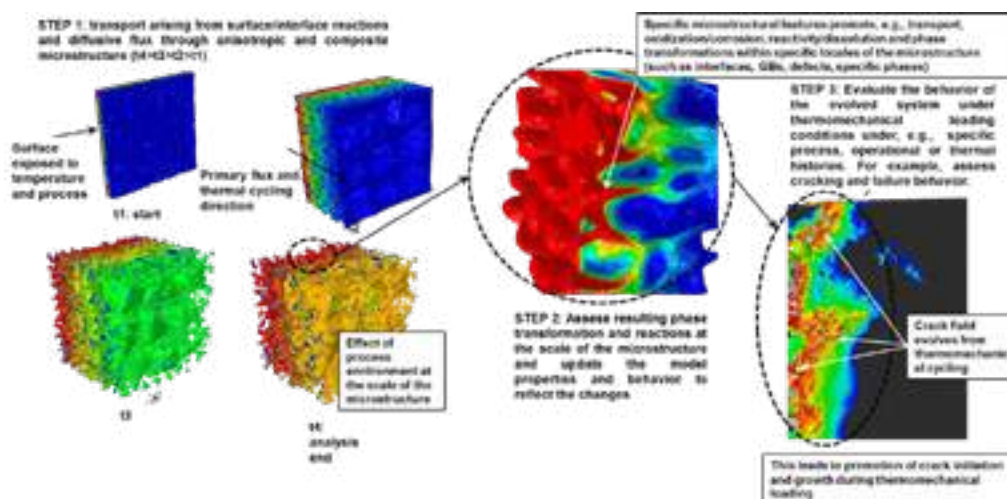 STEP 1: transport arising from surface/interface reactions
and diffusive flux through anisotropic and composite
microstructure (t4>t3>t2>t1)
Surface
exposed to
temperature and
process
t1. start
Primary flux and
thermal cycling
direction
t3
t4:
analysis
end
Effect of
process
environment at
the scale of the
microstructure
Specific microstructural features promote, e.g., transport,
oxidization/corrosion, reactivity/dissolution and phase
transformations within specific locales of the microstructure
(such as interfaces, GBs, defects, specific phases)
STEP 2: Assess resulting phase
transformation and reactions at
the scale of the microstructure
and update the model
properties and behavior to
reflect the changes
STEP 3: Evaluate the behavior of
the evolved system under
thermomechanical loading
conditions under, e.g., specific
process, operational or thermal
histories. For example, assess
cracking and failure behavior.
Crack field
evolves from
thermomechanic
al cycling
This leads to promotion of crack initiation
and growth during thermomechanical
loading